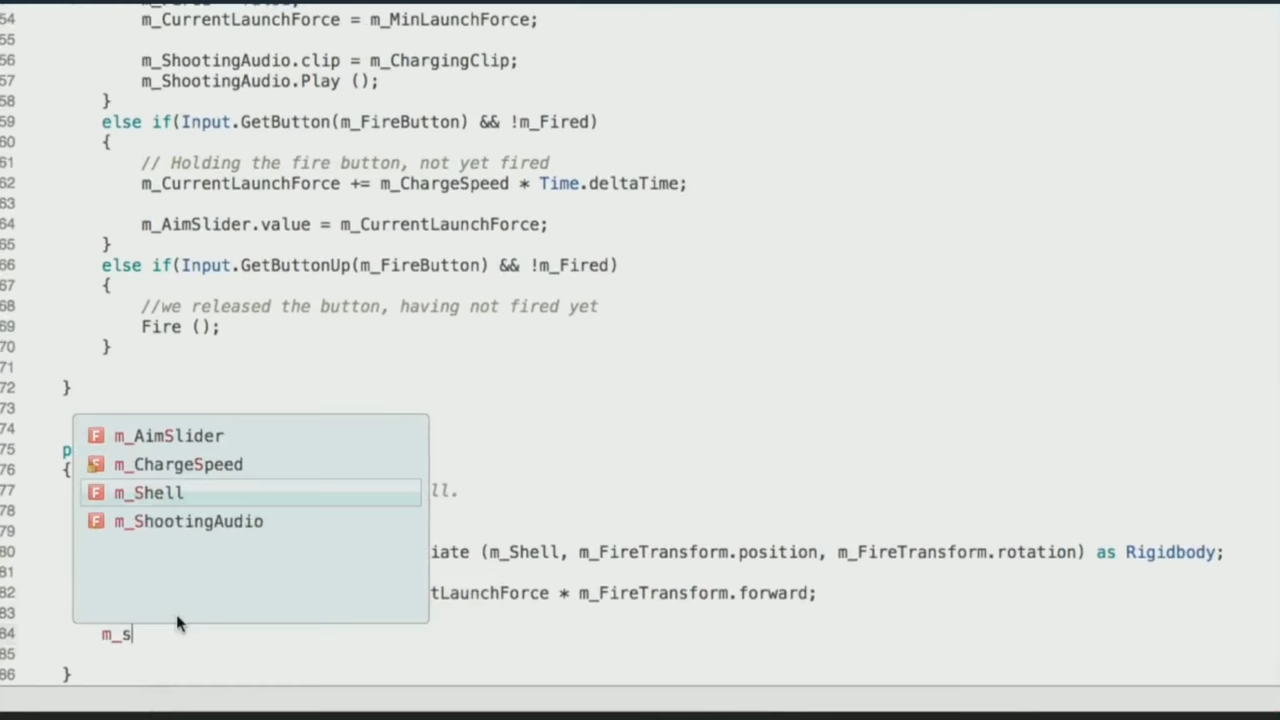 54 m_CurrentLaunchForce = m_MinLaunchForce;
55
56 m_ShootingAudio.clip = m_ChargingClip;
57 m_ShootingAudio.Play ();
58 }
59 else if(Input.GetButton(m_FireButton) && !m_Fired)
60 {
61 // Holding the fire button, not yet fired
62 m_CurrentLaunchForce += m_ChargeSpeed * Time.deltaTime;
63
64 m_AimSlider.value = m_CurrentLaunchForce;
65 }
66 else if(Input.GetButtonUp(m_FireButton) && !m_Fired)
67 {
68 //we released the button, having not fired yet
69 Fire ();
70 }
71
72 }
73
74
m_AimSlider
75 p
m_ChargeSpeed
76 {
77 ll.
m_Shell
78
m_ShootingAudio
79
80 iate (m_Shell, m_FireTransform.position, m_FireTransform.rotation) as Rigidbody;
81
82 tLaunchForce * m_FireTransform.forward;
83
84 m_s
85
86 }